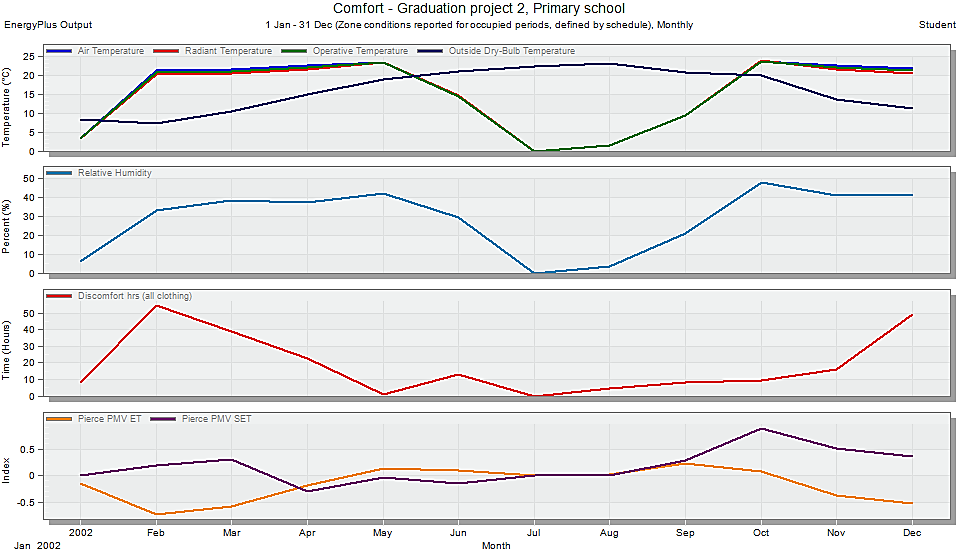 Comfort - Graduation project 2, Primary school
EnergyPlus Output
1 Jan - 31 Dec (Zone conditions reported for occupied periods, defined by schedule), Monthly
Student
Air Temperature
Radiant Temperature
Operative Temperature
Outside Dry-Bulb Temperature
Temperature (°C)
25
20
15
10
5
0
Relative Humidity
Percent (%)
50
40
30
20
10
0
Discomfort hrs (all clothing)
Time (Hours)
50
40
30
20
10
0
Pierce PMV ET
Pierce PMV SET
Index
0.5
0
-0.5
2002 Feb Mar Apr May Jun Jul Aug Sep Oct Nov Dec
Jan 2002
Month